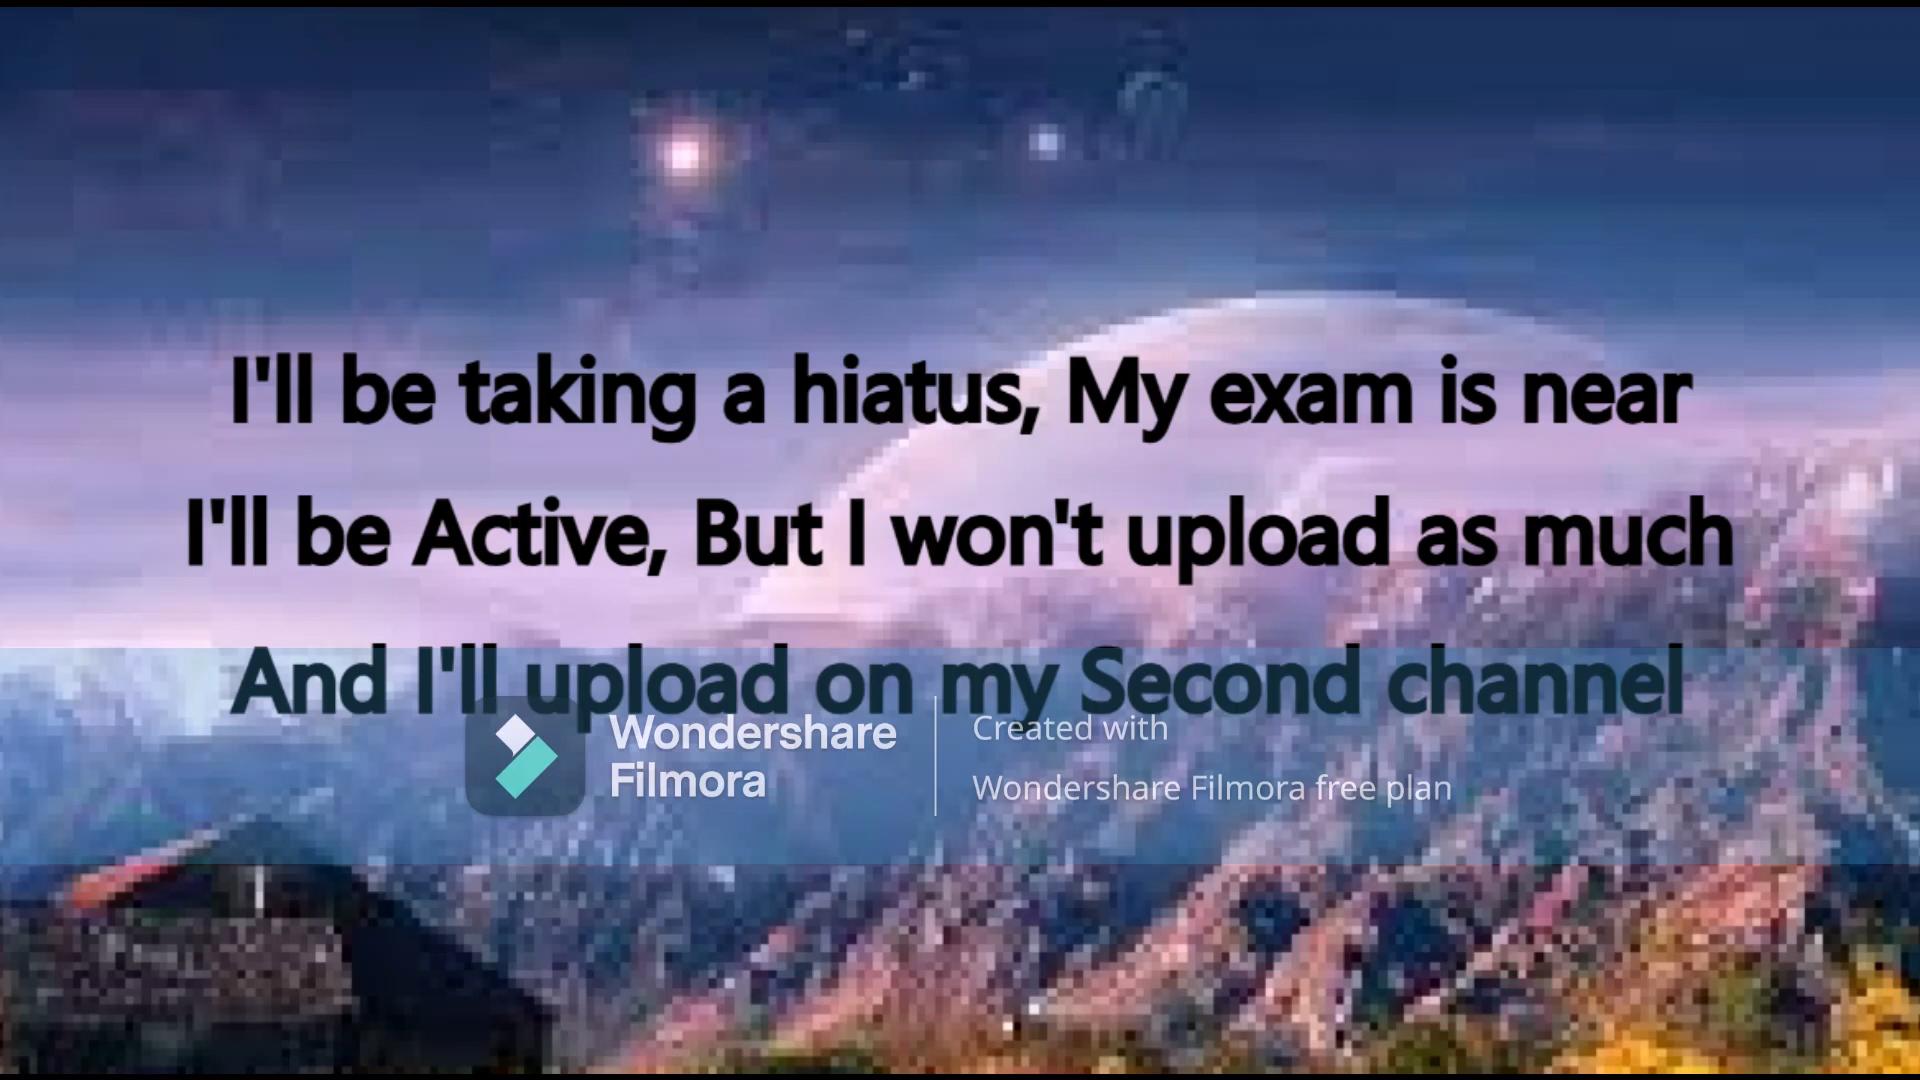 I'll be taking a hiatus, My exam is near
I'll be Active, But I won't upload as much
And I'll upload on my Second channel
Wondershare
Filmora
Created with
Wondershare Filmora free plan